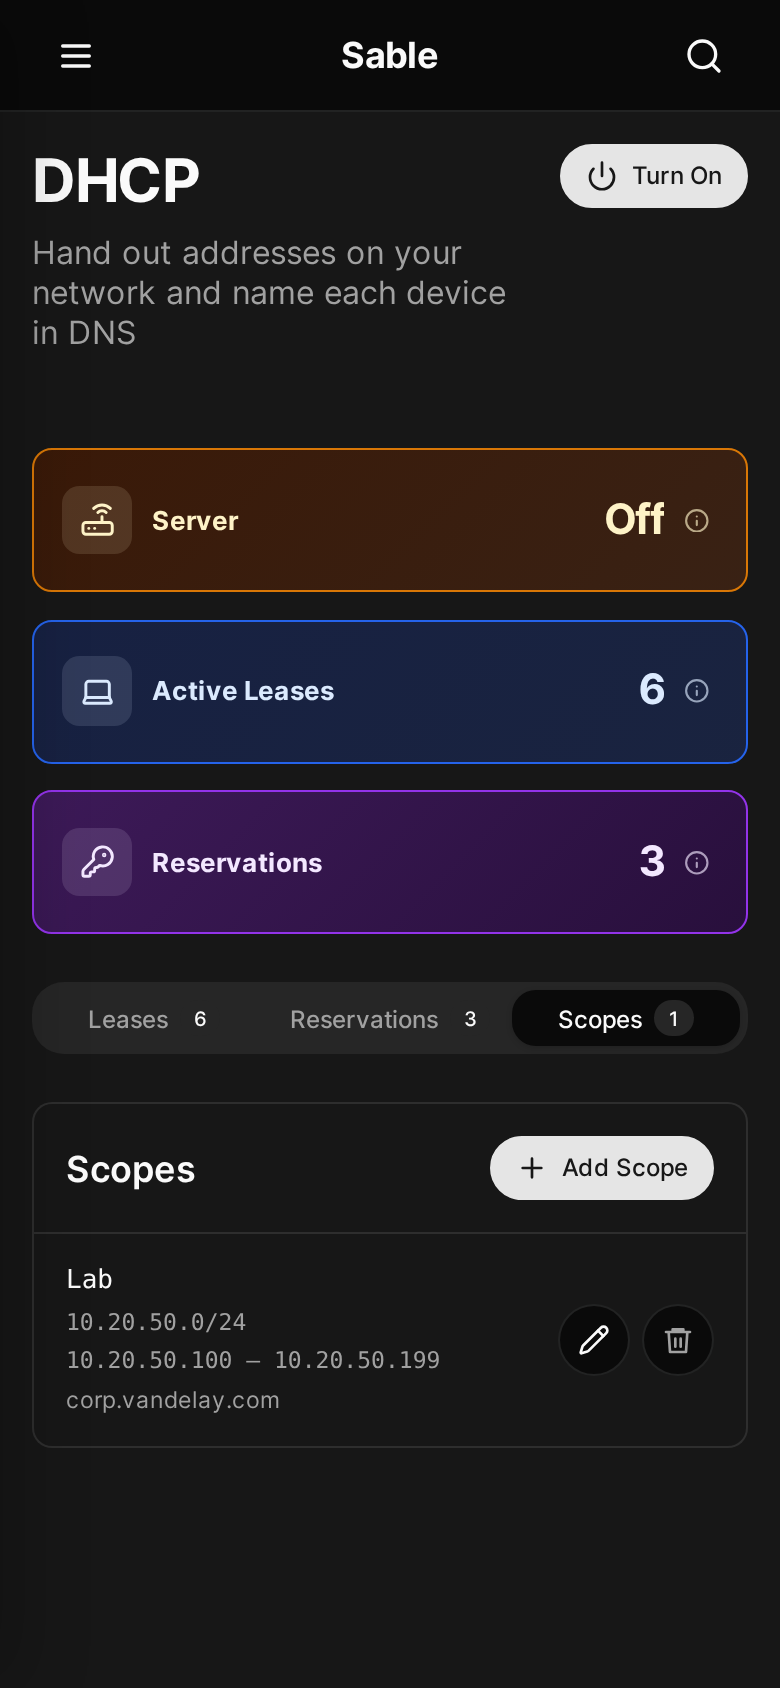 Sable
DHCP
Turn On
Hand out addresses on your
network and name each device
in DNS
Server
Off
Active Leases
6
Reservations
3
Leases 6
Reservations 3
Scopes 1
Scopes
Add Scope
Lab
10.20.50.0/24
10.20.50.100 — 10.20.50.199
corp.vandelay.com